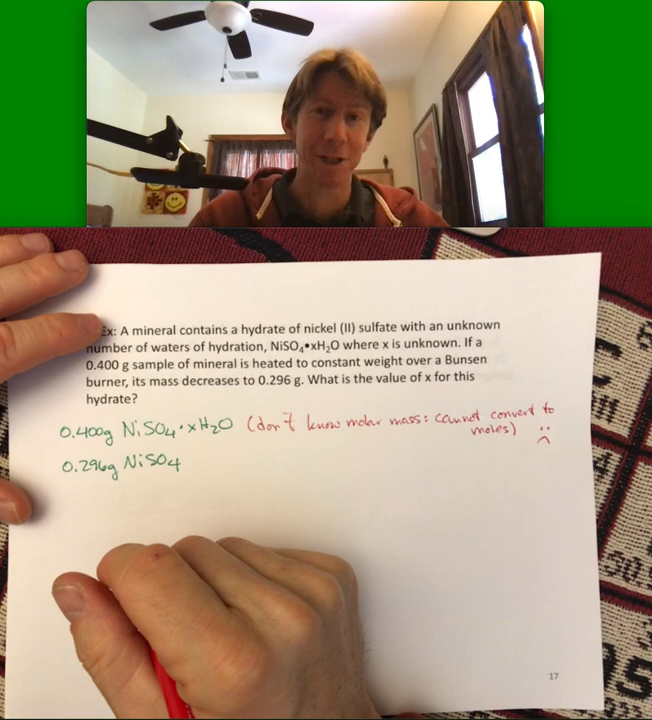 Ex: A mineral contains a hydrate of nickel (II) sulfate with an unknown
number of waters of hydration, NiSO₄•xH₂O where x is unknown. If a
0.400 g sample of mineral is heated to constant weight over a Bunsen
burner, its mass decreases to 0.296 g. What is the value of x for this
hydrate?
0.400g NiSO₄•xH₂O (don't know molar mass: cannot convert to
moles)
0.296g NiSO₄
17